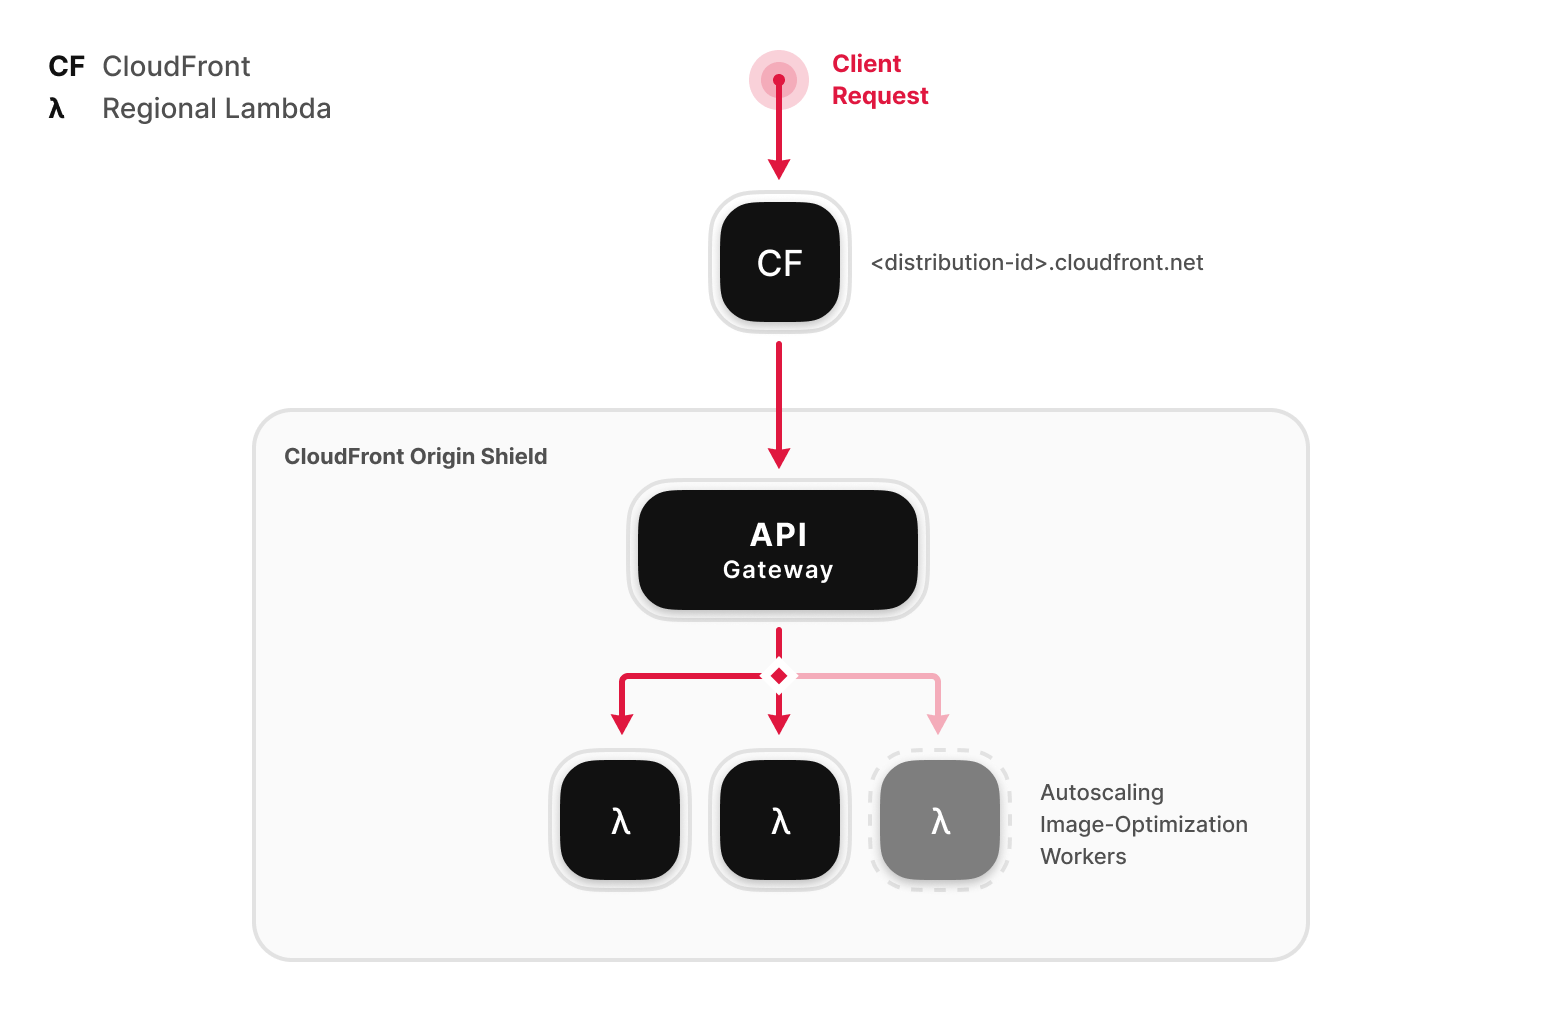 CF CloudFront
λ Regional Lambda
Client
Request
CF
<distribution-id>.cloudfront.net
CloudFront Origin Shield
API
Gateway
λ λ λ
Autoscaling
Image-Optimization
Workers